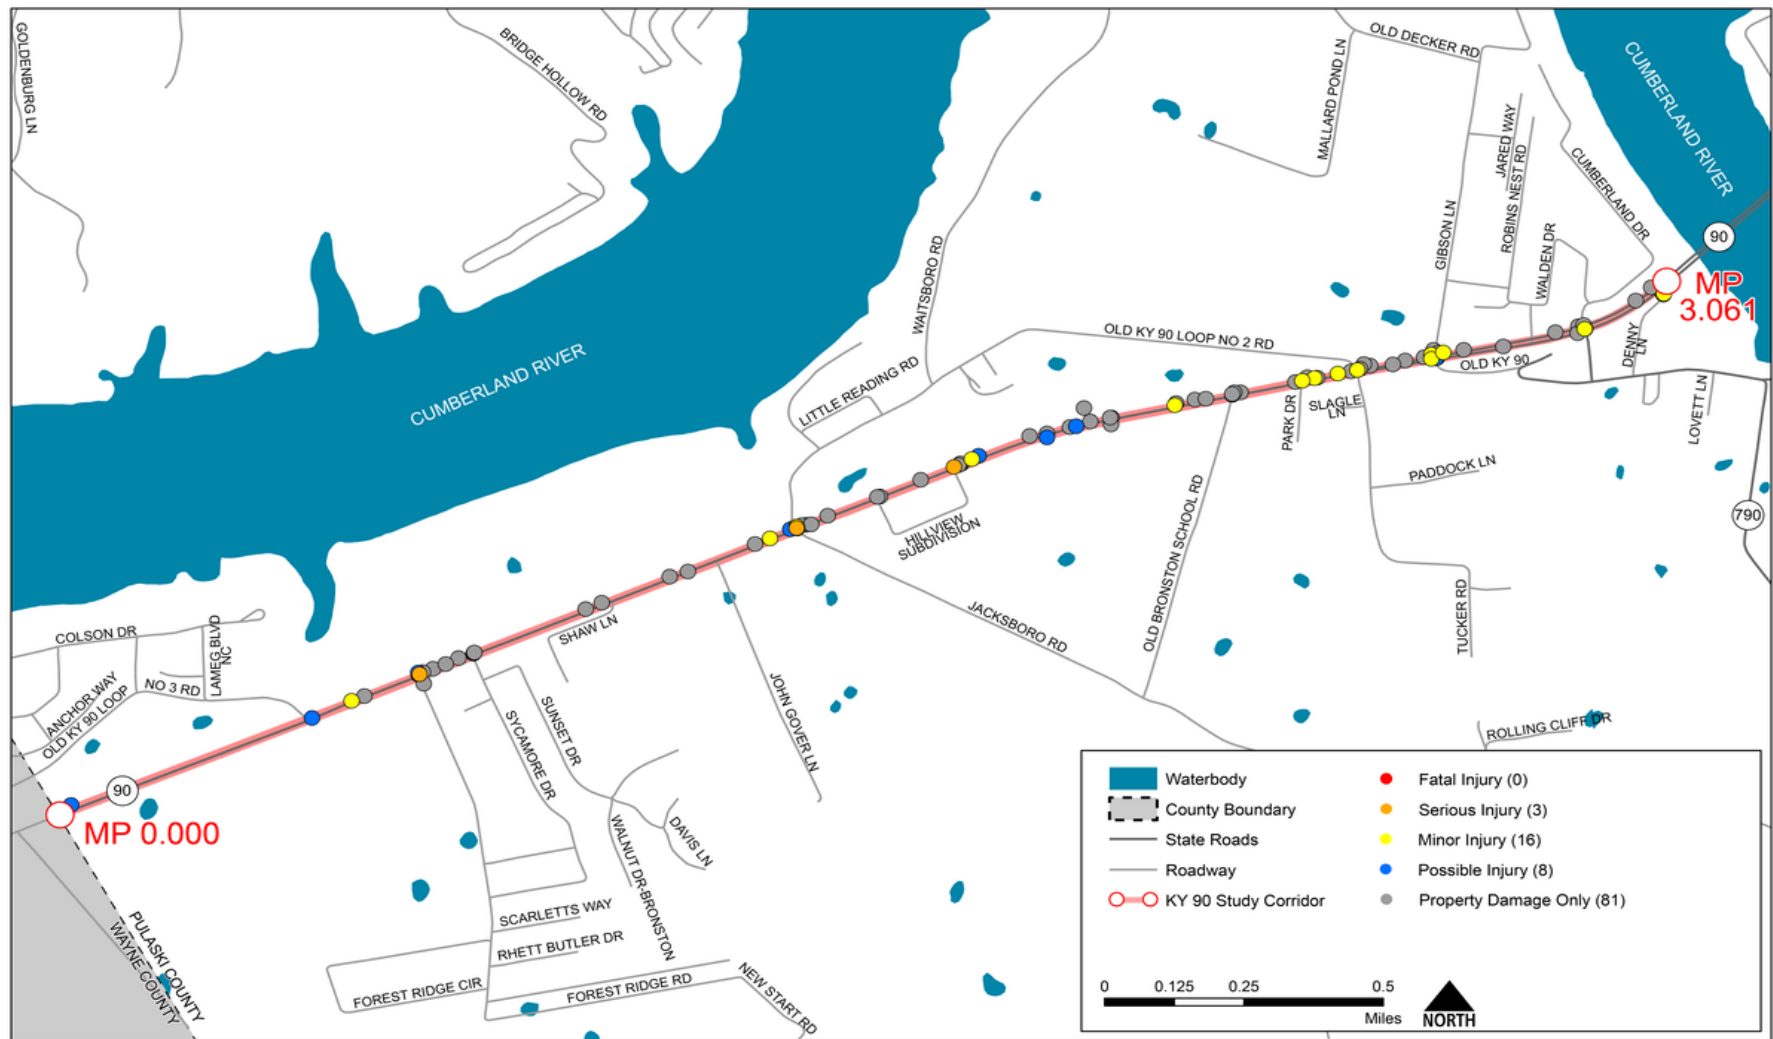 GOLDENBURG LN
BRIDGE HOLLOW RD
OLD DECKER RD
MALLARD POND LN
CUMBERLAND RIVER
JARED WAY
ROBINS NEST RD
CUMBERLAND DR
GIBSON LN
WALDEN DR
90
MP
3.061
WAITSBORO RD
OLD KY 90 LOOP NO 2 RD
OLD KY 90
DENNY
LN
LITTLE READING RD
CUMBERLAND RIVER
PARK DR
SLAGLE
LN
LOVETT LN
PADDOCK LN
790
HILLVIEW
SUBDIVISION
OLD BRONSTON SCHOOL RD
JACKSBORO RD
TUCKER RD
SHAW LN
COLSON DR
LAMEG BLVD
NC
ANCHOR WAY
OLD KY 90 LOOP
NO 3 RD
JOHN GOVER LN
SUNSET DR
SYCAMORE DR
ROLLING CLIFF DR
90
MP 0.000
WALNUT DR-BRONSTON
DAVIS LN
SCARLETTS WAY
RHETT BUTLER DR
FOREST RIDGE CIR
FOREST RIDGE RD
NEW START RD
PULASKI COUNTY
WAYNE COUNTY
Waterbody
County Boundary
State Roads
Roadway
KY 90 Study Corridor
Fatal Injury (0)
Serious Injury (3)
Minor Injury (16)
Possible Injury (8)
Property Damage Only (81)
0 0.125 0.25 0.5
Miles
NORTH